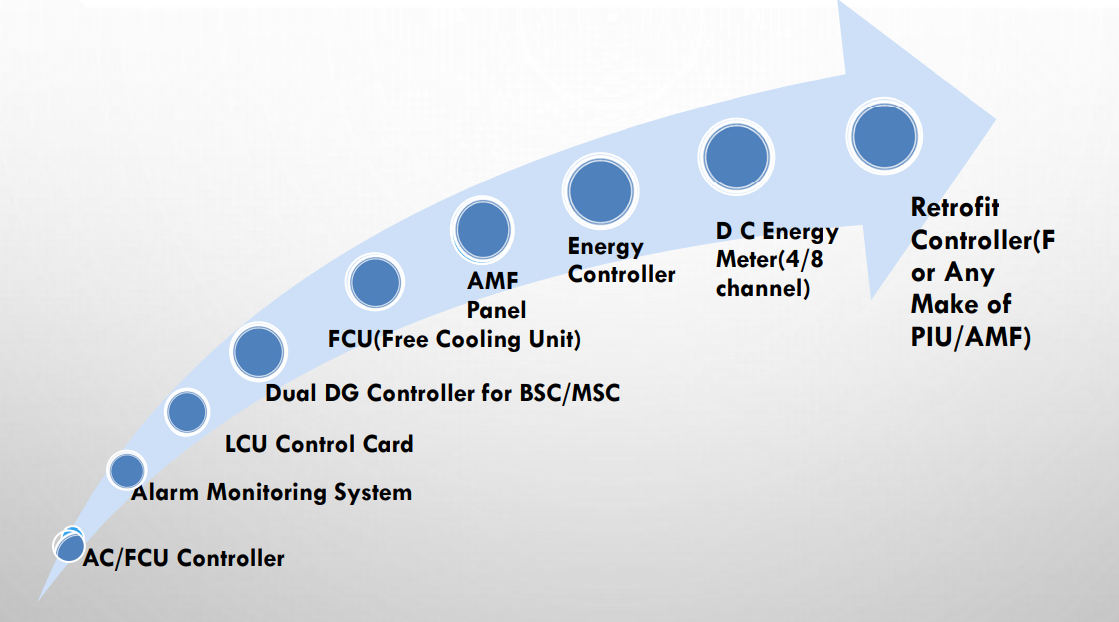 Retrofit
Controller(F
or Any
Make of
PIU/AMF)
D C Energy
Meter(4/8
channel)
Energy
Controller
AMF
Panel
FCU(Free Cooling Unit)
Dual DG Controller for BSC/MSC
LCU Control Card
Alarm Monitoring System
AC/FCU Controller